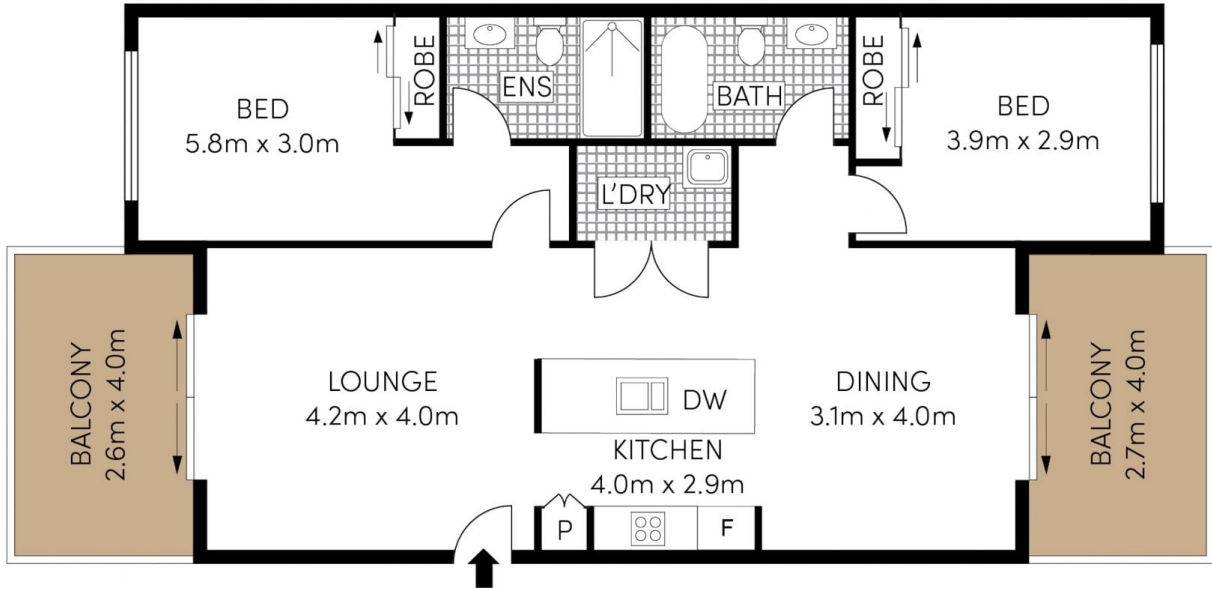 BED
5.8m x 3.0m
ROBE
ENS
BATH
ROBE
BED
3.9m x 2.9m
L'DRY
BALCONY
2.6m x 4.0m
LOUNGE
4.2m x 4.0m
DW
KITCHEN
4.0m x 2.9m
P
F
DINING
3.1m x 4.0m
BALCONY
2.7m x 4.0m